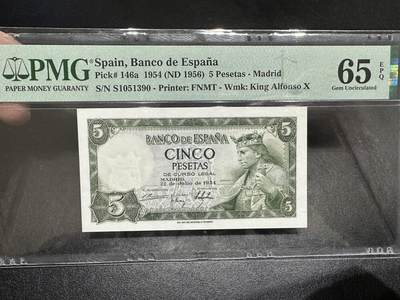 PMG
PAPER MONEY GUARANTY
Spain, Banco de España
Pick# 146a 1954 (ND 1956) 5 Pesetas - Madrid
S/N S1051390 - Printer: FNMT - Wmk: King Alfonso X
65 EPQ
Gem Uncirculated
5
BANCO DE ESPAÑA
CINCO
PESETAS
DE CURSO LEGAL
MADRID
22 de Julio de 1954
5
5